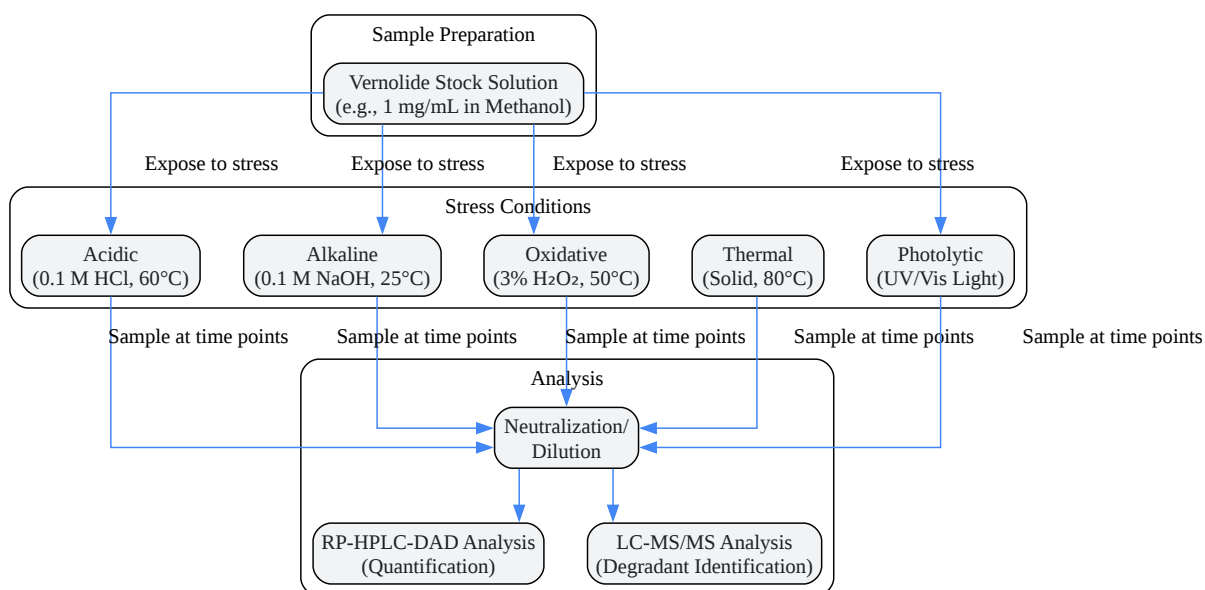 Sample Preparation
Vernolide Stock Solution
(e.g., 1 mg/mL in Methanol)
Expose to stress
Expose to stress
Expose to stress
Expose to stress
Stress Conditions
Acidic
(0.1 M HCl, 60°C)
Alkaline
(0.1 M NaOH, 25°C)
Oxidative
(3% H₂O₂, 50°C)
Thermal
(Solid, 80°C)
Photolytic
(UV/Vis Light)
Sample at time points
Sample at time points
Sample at time points
Sample at time points
Sample at time points
Analysis
Neutralization/
Dilution
RP-HPLC-DAD Analysis
(Quantification)
LC-MS/MS Analysis
(Degradant Identification)